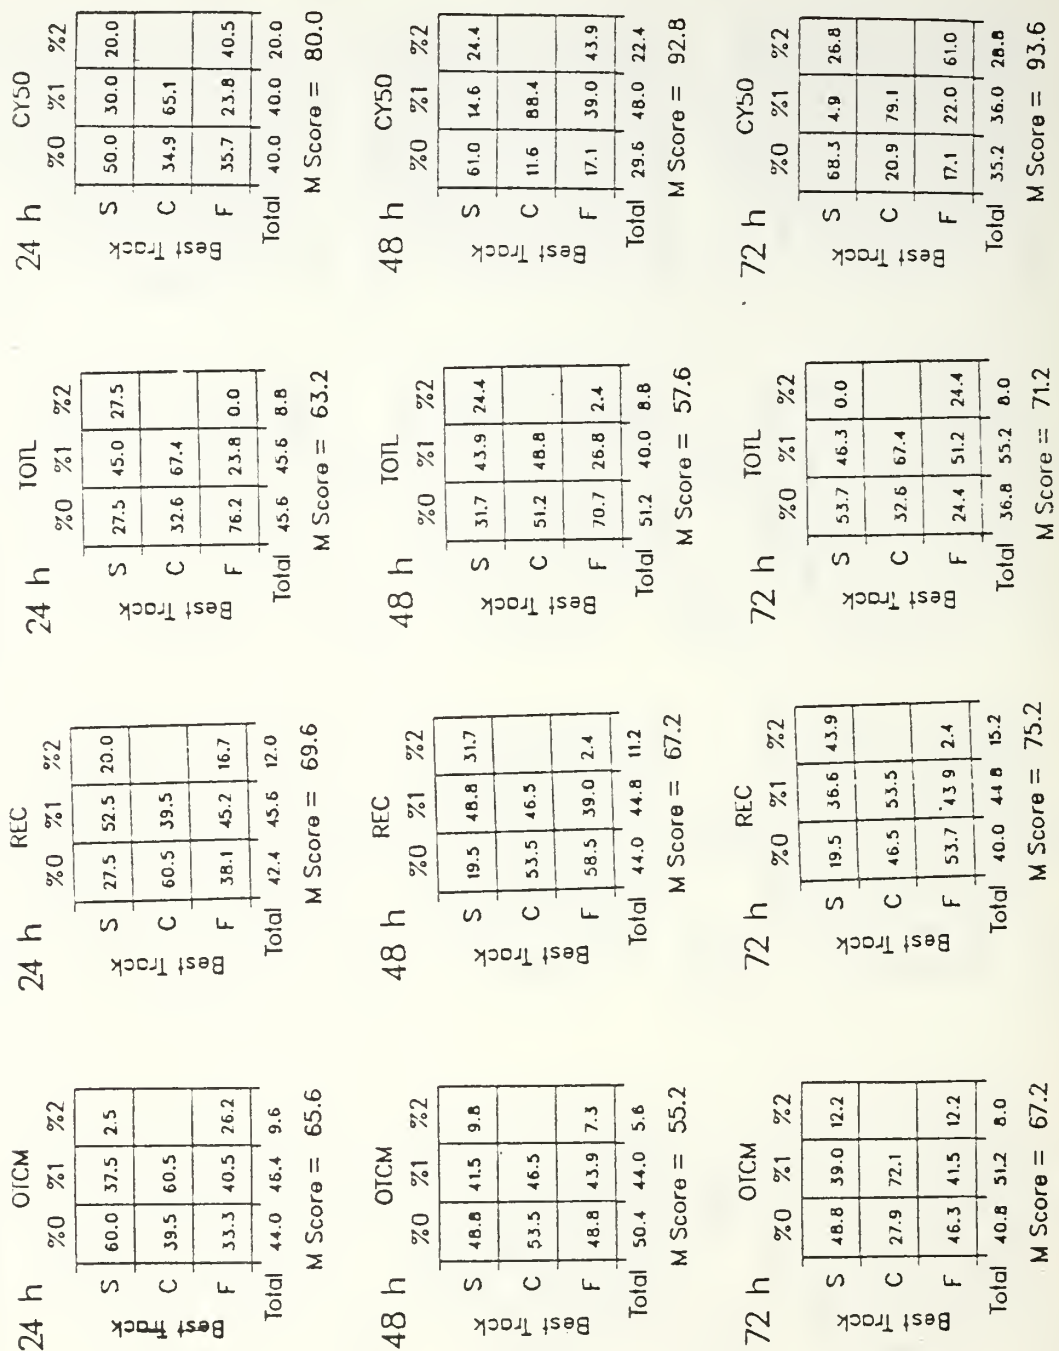 24 h
OTCM
%0 %1 %2
Best Track
S 60.0 37.5 2.5
C 39.5 60.5
F 33.3 40.5 26.2
Total 44.0 46.4 9.6
M Score = 65.6
24 h
REC
%0 %1 %2
Best Track
S 27.5 52.5 20.0
C 60.5 39.5
F 38.1 45.2 16.7
Total 42.4 45.6 12.0
M Score = 69.6
24 h
TOTL
%0 %1 %2
Best Track
S 27.5 45.0 27.5
C 32.6 67.4
F 76.2 23.8 0.0
Total 45.6 45.6 8.8
M Score = 63.2
24 h
CY50
%0 %1 %2
Best Track
S 50.0 30.0 20.0
C 34.9 65.1
F 35.7 23.8 40.5
Total 40.0 40.0 20.0
M Score = 80.0
48 h
OTCM
%0 %1 %2
Best Track
S 48.8 41.5 9.8
C 53.5 46.5
F 48.8 43.9 7.3
Total 50.4 44.0 5.6
M Score = 55.2
48 h
REC
%0 %1 %2
Best Track
S 19.5 48.8 31.7
C 53.5 46.5
F 58.5 39.0 2.4
Total 44.0 44.8 11.2
M Score = 67.2
48 h
TOTL
%0 %1 %2
Best Track
S 31.7 43.9 24.4
C 51.2 48.8
F 70.7 26.8 2.4
Total 51.2 40.0 8.8
M Score = 57.6
48 h
CY50
%0 %1 %2
Best Track
S 61.0 14.6 24.4
C 11.6 88.4
F 17.1 39.0 43.9
Total 29.6 48.0 22.4
M Score = 92.8
72 h
OTCM
%0 %1 %2
Best Track
S 48.8 39.0 12.2
C 27.9 72.1
F 46.3 41.5 12.2
Total 40.8 51.2 8.0
M Score = 67.2
72 h
REC
%0 %1 %2
Best Track
S 19.5 36.6 43.9
C 46.5 53.5
F 53.7 43.9 2.4
Total 40.0 44.8 15.2
M Score = 75.2
72 h
TOTL
%0 %1 %2
Best Track
S 53.7 46.3 0.0
C 32.6 67.4
F 24.4 51.2 24.4
Total 36.8 55.2 8.0
M Score = 71.2
72 h
CY50
%0 %1 %2
Best Track
S 68.3 4.9 26.8
C 20.9 79.1
F 17.1 22.0 61.0
Total 35.2 36.0 28.8
M Score = 93.6